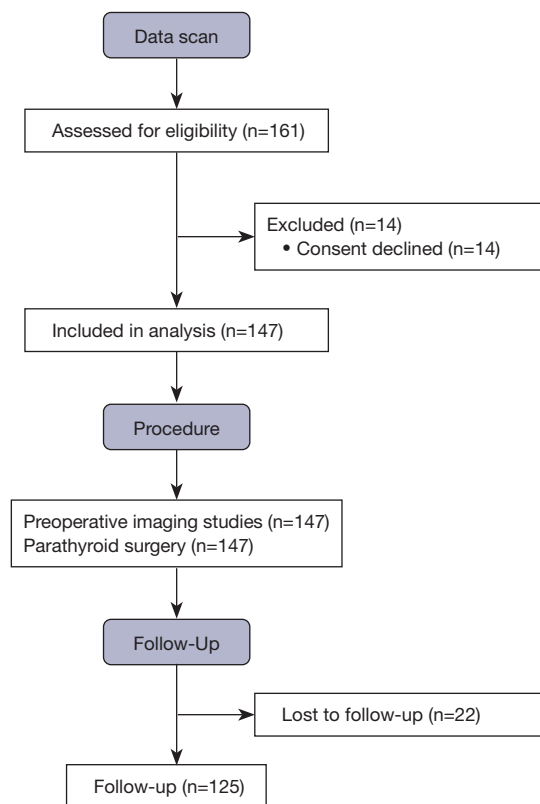 Data scan
Assessed for eligibility (n=161)
Excluded (n=14)
• Consent declined (n=14)
Included in analysis (n=147)
Procedure
Preoperative imaging studies (n=147)
Parathyroid surgery (n=147)
Follow-Up
Lost to follow-up (n=22)
Follow-up (n=125)